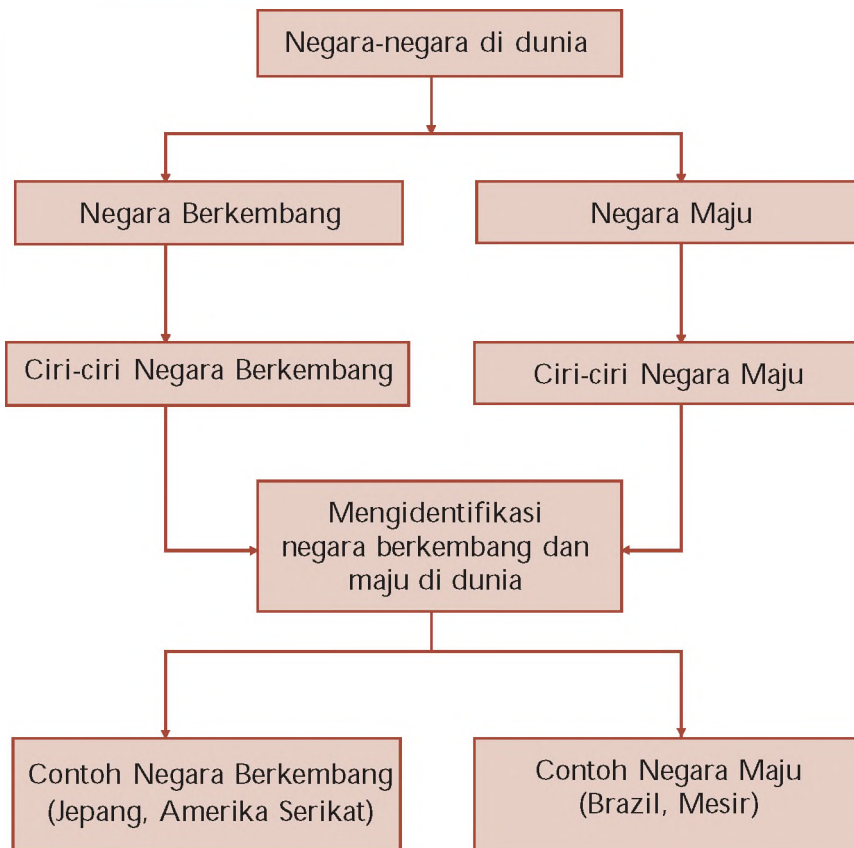 Negara-negara di dunia
Negara Berkembang
Negara Maju
Ciri-ciri Negara Berkembang
Ciri-ciri Negara Maju
Mengidentifikasi
negara berkembang dan
maju di dunia
Contoh Negara Berkembang
(Jepang, Amerika Serikat)
Contoh Negara Maju
(Brazil, Mesir)